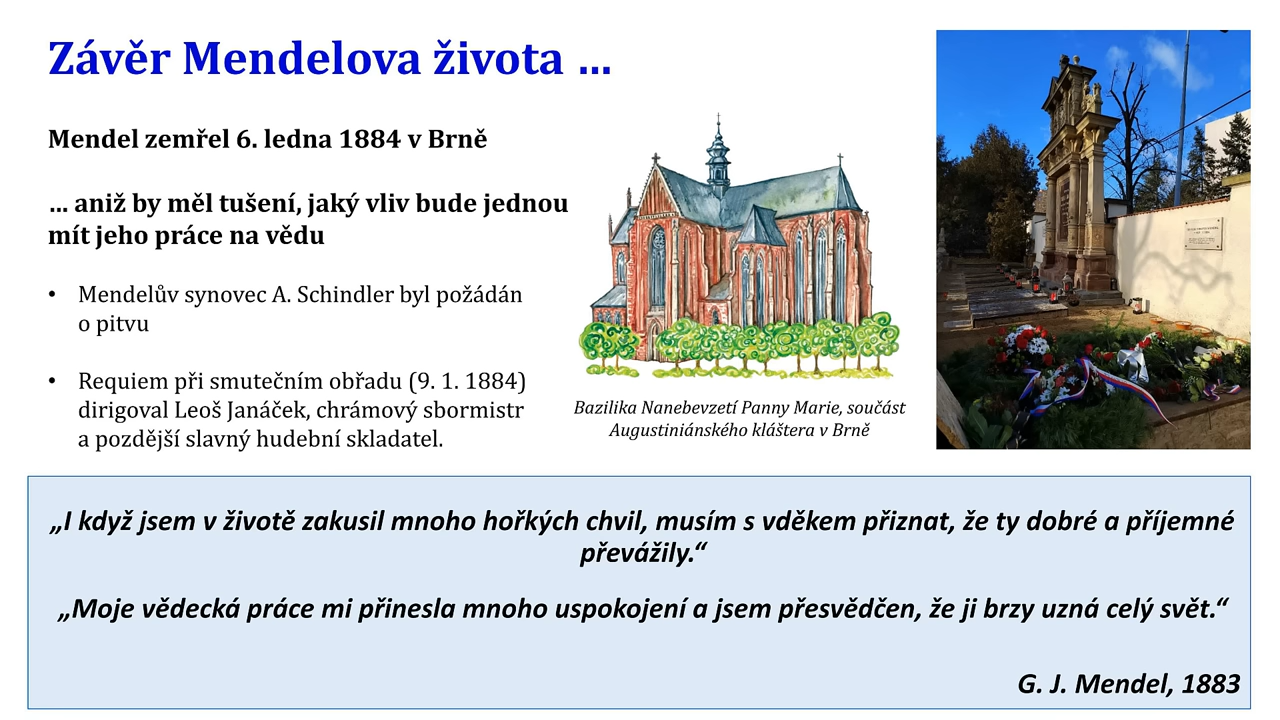 Závěr Mendelova života ...
Mendel zemřel 6. ledna 1884 v Brně
... aniž by měl tušení, jaký vliv bude jednou
mít jeho práce na vědu
• Mendelův synovec A. Schindler byl požádán
o pitvu
• Requiem při smutečním obřadu (9. 1. 1884)
dirigoval Leoš Janáček, chrámový sbormistr
a pozdější slavný hudební skladatel.
Bazilika Nanebevzetí Panny Marie, součást
Augustiniánského kláštera v Brně
„I když jsem v životě zakusil mnoho hořkých chvil, musím s vděkem přiznat, že ty dobré a příjemné
převážily.“
„Moje vědecká práce mi přinesla mnoho uspokojení a jsem přesvědčen, že ji brzy uzná celý svět.“
G. J. Mendel, 1883